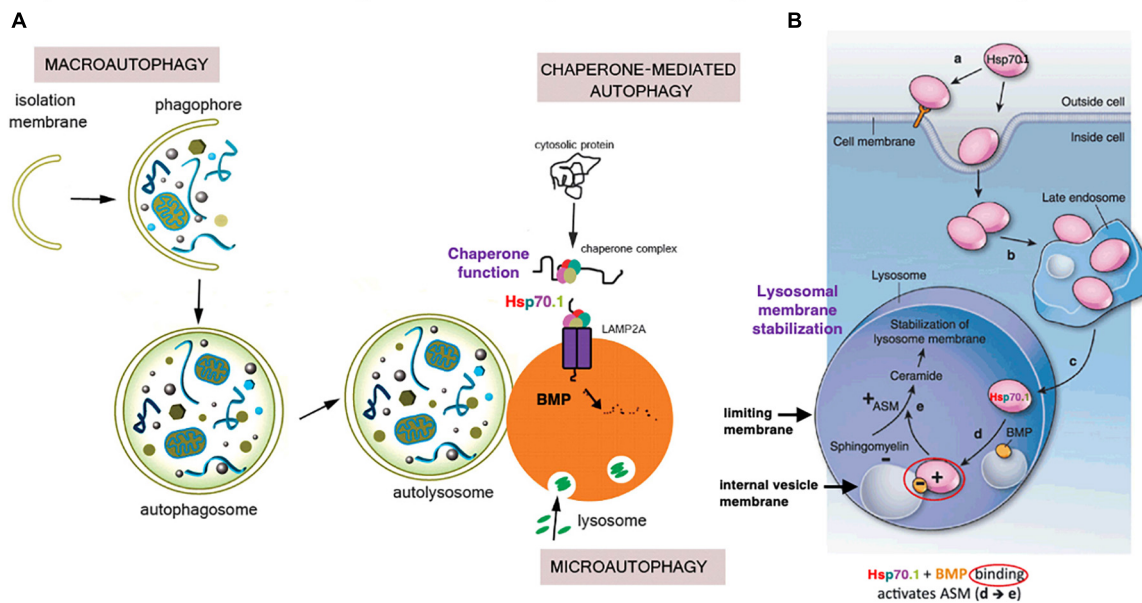 A
MACROAUTOPHAGY
isolation
membrane
phagophore
autophagosome
autolysosome
CHAPERONE-MEDIATED
AUTOPHAGY
cytosolic protein
chaperone complex
Chaperone
function
Hsp70.1
LAMP2A
BMP
lysosome
MICROAUTOPHAGY
B
a
Hsp70.1
Outside cell
Cell membrane
Inside cell
Late endosome
b
Lysosomal
membrane
stabilization
Lysosome
Stabilization of
lysosome membrane
c
Ceramide
+ASM
e
Hsp70.1
limiting
membrane
d
BMP
Sphingomyelin
-
internal vesicle
membrane
- +
Hsp70.1 + BMP binding
activates ASM (d → e)